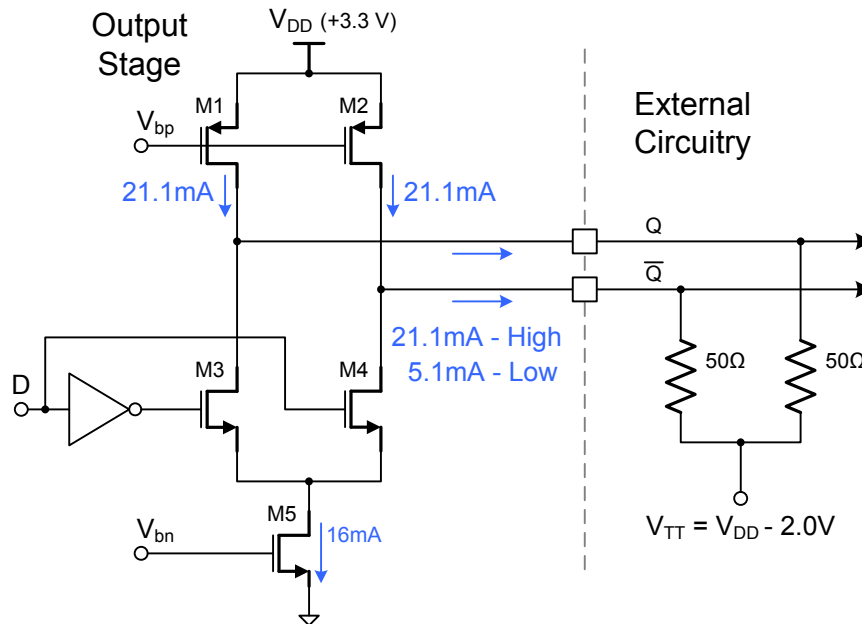 Output
Stage
V_DD (+3.3 V)
External
Circuitry
M1
M2
V_bp
21.1mA
21.1mA
Q
Q̅
21.1mA - High
5.1mA - Low
50Ω
50Ω
D
M3
M4
V_bn
M5
16mA
V_TT = V_DD - 2.0V